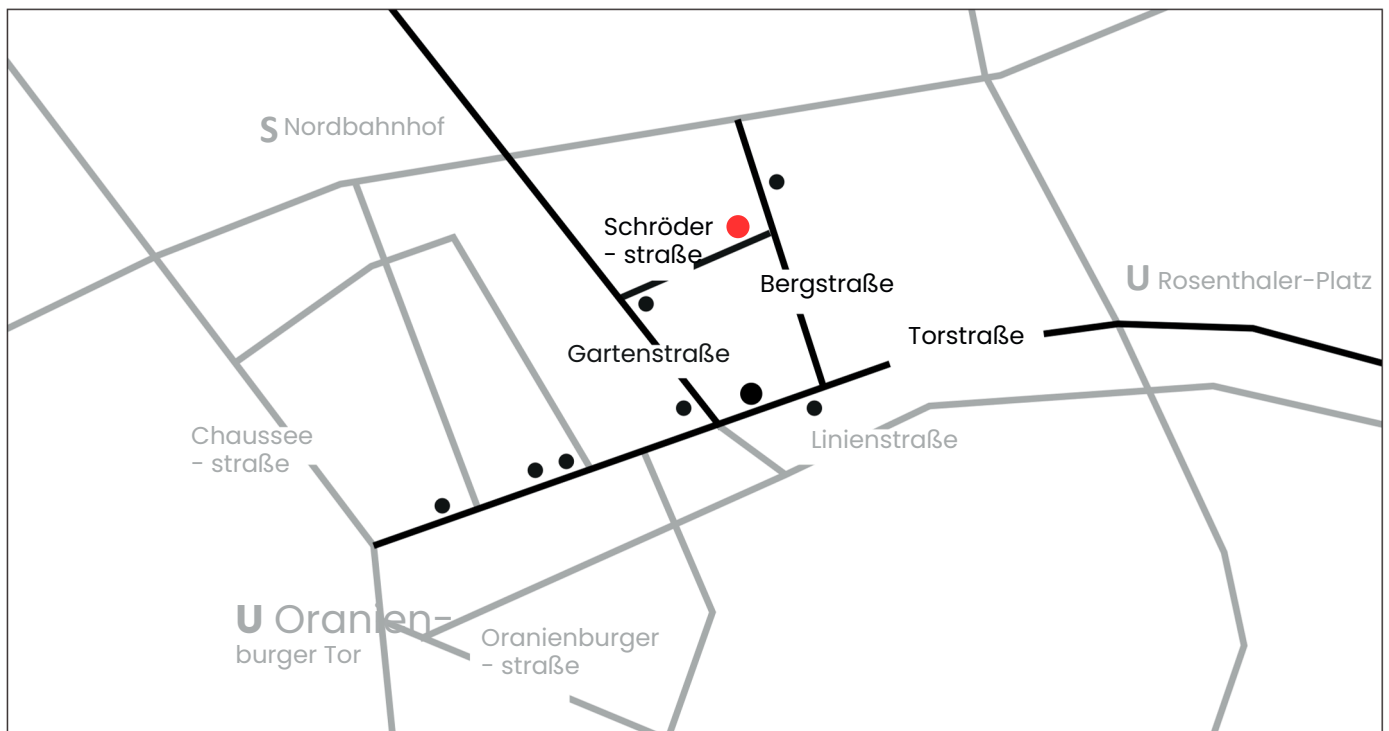 S Nordbahnhof
Schröder
- straße
Bergstraße
U Rosenthaler-Platz
Torstraße
Gartenstraße
Chaussee
- straße
Linienstraße
U Oranien-
burger Tor
Oranienburger
- straße